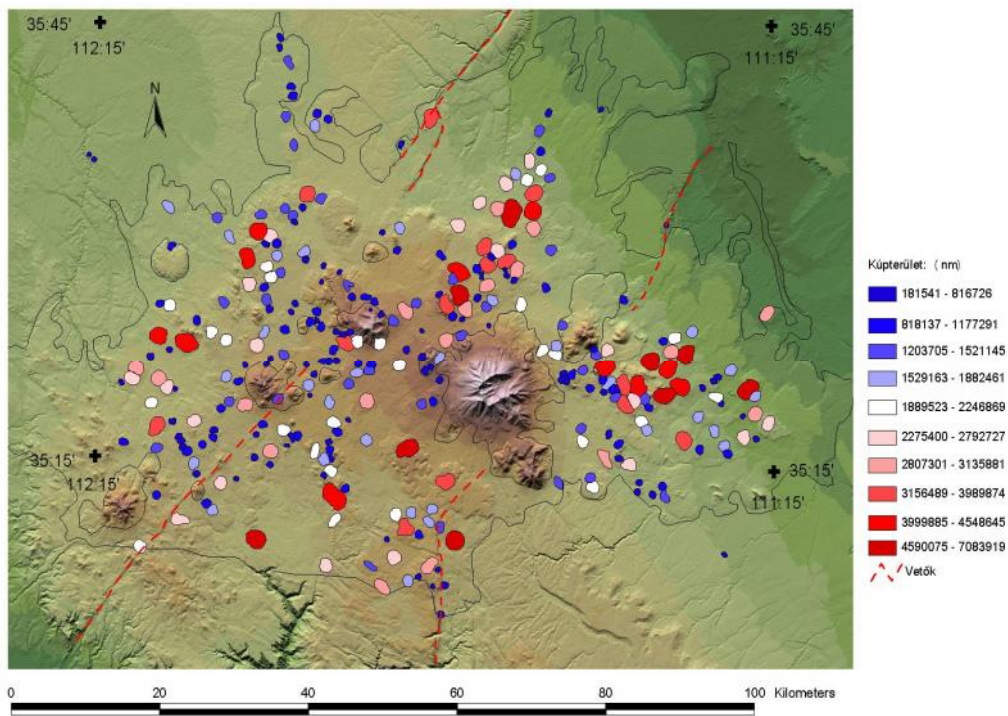 35:45'
112:15'
35:45'
111:15'
N
35:15'
112:15'
35:15'
111:15'
Kúpterület: ( nm)
181541 - 816726
818137 - 1177291
1203705 - 1521145
1529163 - 1882461
1889523 - 2246869
2275400 - 2792727
2807301 - 3135881
3156489 - 3989874
3999885 - 4548645
4590075 - 7083919
Vetők
0 20 40 60 80 100 Kilometers